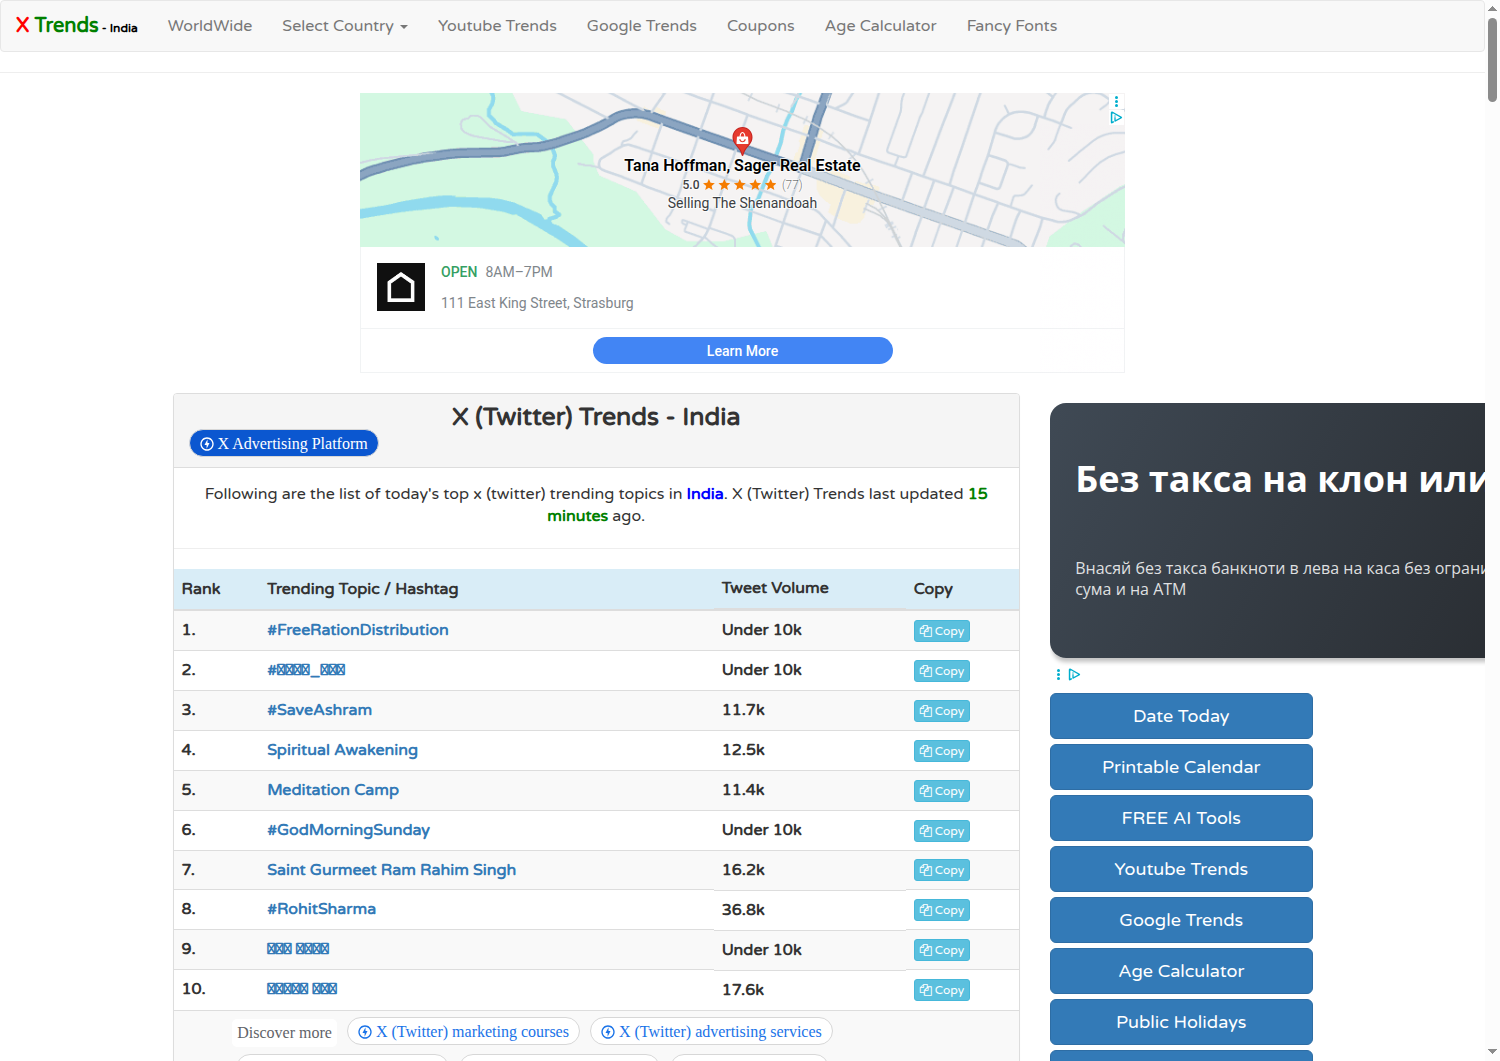 X Trends - India
WorldWide
Select Country
Youtube Trends
Google Trends
Coupons
Age Calculator
Fancy Fonts
Tana Hoffman, Sager Real Estate
5.0 ★★★★★ (77)
Selling The Shenandoah
OPEN 8AM–7PM
111 East King Street, Strasburg
Learn More
X (Twitter) Trends - India
X Advertising Platform
Following are the list of today's top x (twitter) trending topics in India. X (Twitter) Trends last updated 15
minutes ago.
Rank Trending Topic / Hashtag Tweet Volume Copy
1. #FreeRationDistribution Under 10k Copy
2. # Under 10k Copy
3. #SaveAshram 11.7k Copy
4. Spiritual Awakening 12.5k Copy
5. Meditation Camp 11.4k Copy
6. #GodMorningSunday Under 10k Copy
7. Saint Gurmeet Ram Rahim Singh 16.2k Copy
8. #RohitSharma 36.8k Copy
9. Under 10k Copy
10. 17.6k Copy
Discover more
X (Twitter) marketing courses
X (Twitter) advertising services
Без такса на клон или
Внасяй без такса банкноти в лева на каса без
сума и на АТМ
Date Today
Printable Calendar
FREE AI Tools
Youtube Trends
Google Trends
Age Calculator
Public Holidays